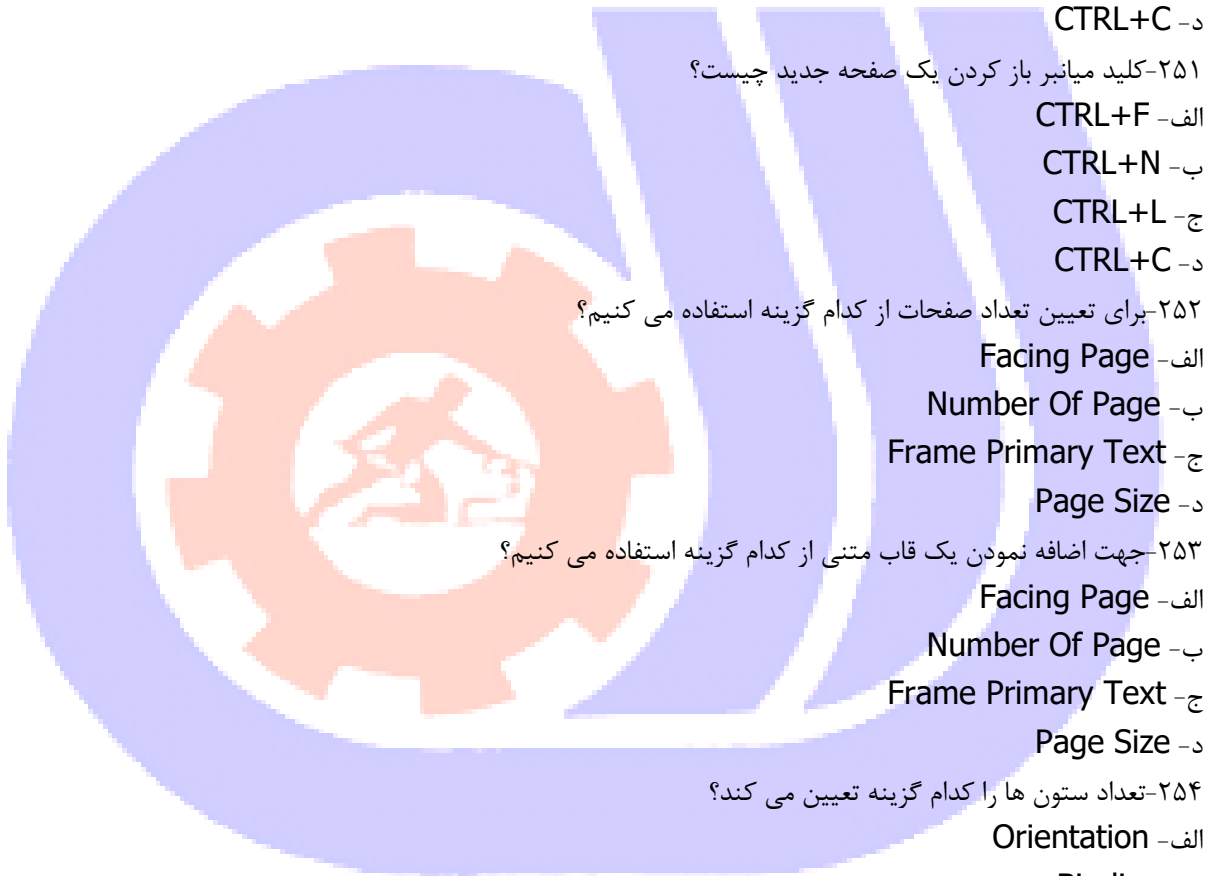 د- CTRL+C
۲۵۱-کلید میانبر باز کردن یک صفحه جدید چیست؟
الف- CTRL+F
ب- CTRL+N
ج- CTRL+L
د- CTRL+C
۲۵۲-برای تعیین تعداد صفحات از کدام گزینه استفاده می کنیم؟
الف- Facing Page
ب- Number Of Page
ج- Frame Primary Text
د- Page Size
۲۵۳-جهت اضافه نمودن یک قاب متنی از کدام گزینه استفاده می کنیم؟
الف- Facing Page
ب- Number Of Page
ج- Frame Primary Text
د- Page Size
۲۵۴-تعداد ستون ها را کدام گزینه تعیین می کند؟
الف- Orientation